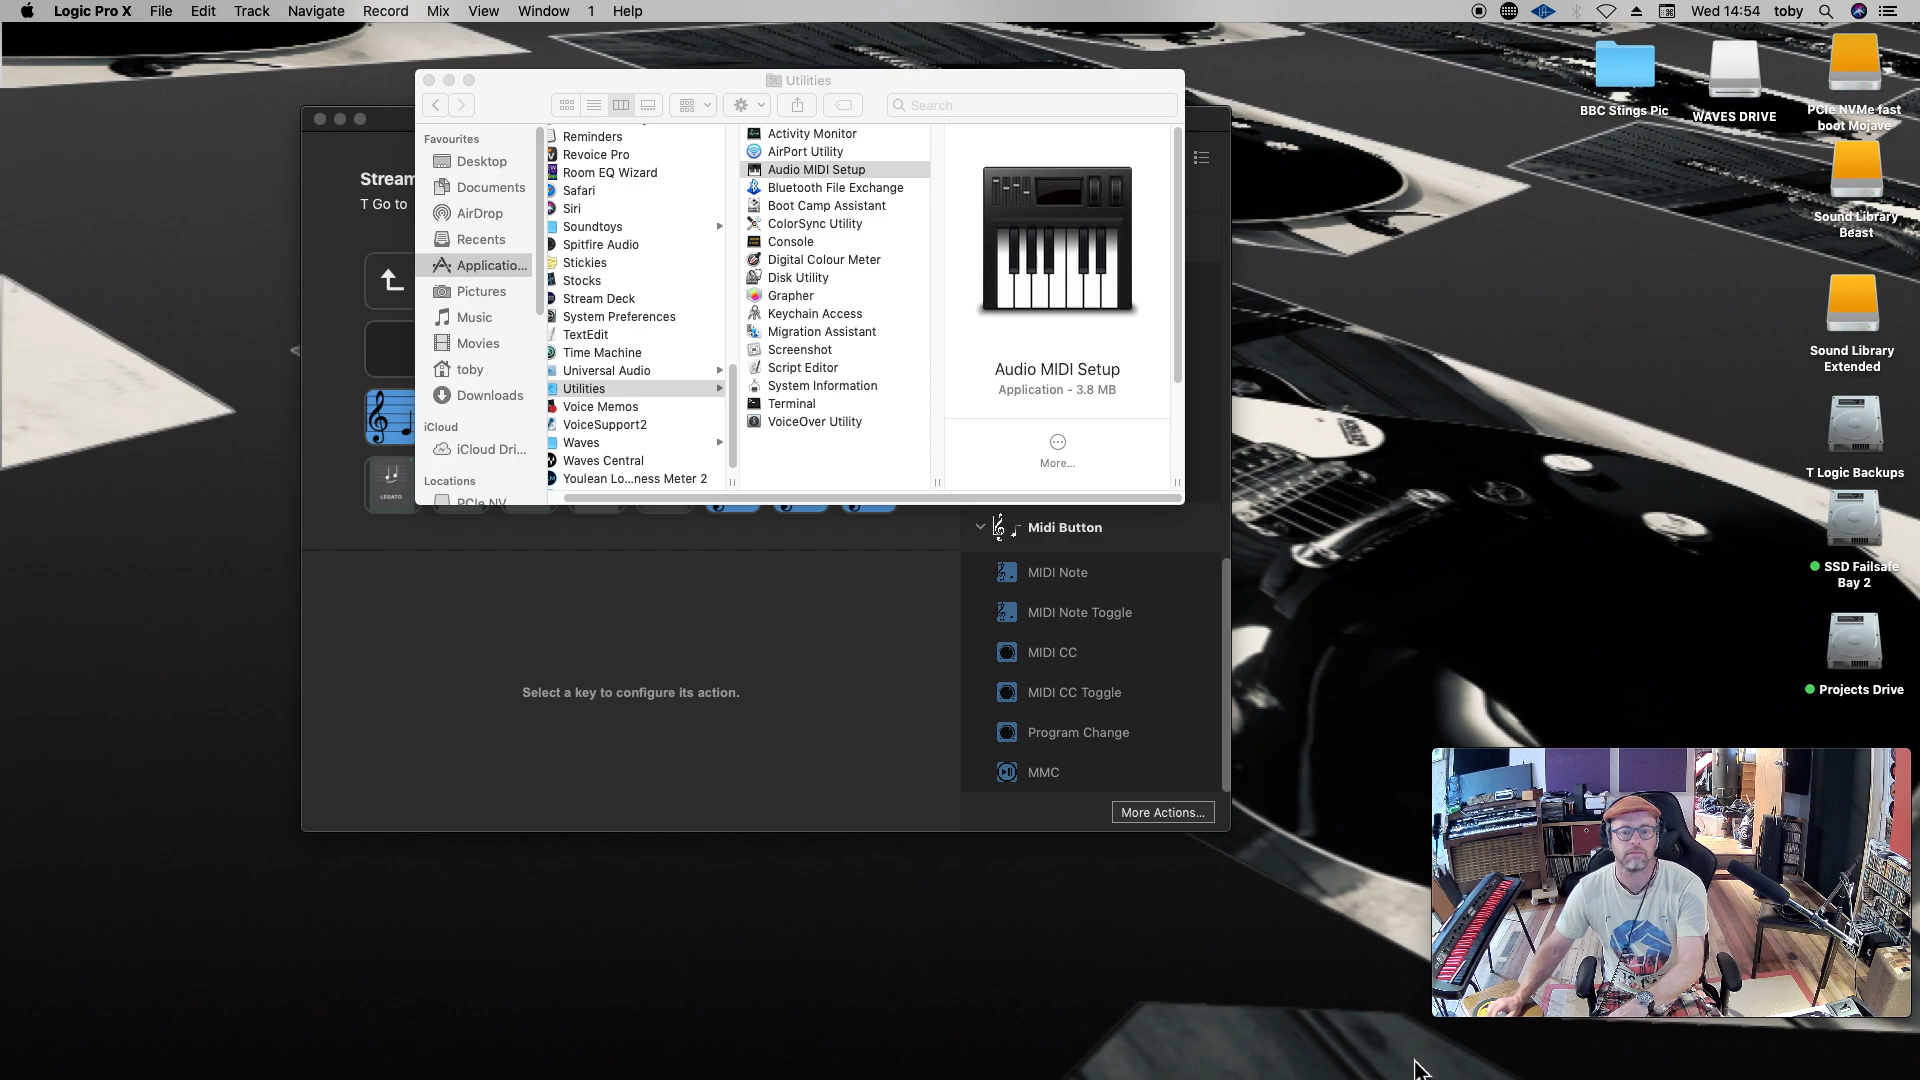 Logic Pro X File Edit Track Navigate Record Mix View Window 1 Help
Wed 14:54 toby
BBC Stings Pic
WAVES DRIVE
PCIe NVMe fast
boot Mojave
Sound Library
Beast
Sound Library
Extended
T Logic Backups
SSD Failsafe
Bay 2
Projects Drive
Utilities
Search
Favourites
Desktop
Documents
AirDrop
Recents
Applicatio...
Pictures
Music
Movies
toby
Downloads
iCloud
iCloud Dri...
Locations
PCIe NV
Reminders
Revoice Pro
Room EQ Wizard
Safari
Siri
Soundtoys
Spitfire Audio
Stickies
Stocks
Stream Deck
System Preferences
TextEdit
Time Machine
Universal Audio
Utilities
Voice Memos
VoiceSupport2
Waves
Waves Central
Youlean Lo...ness Meter 2
Activity Monitor
AirPort Utility
Audio MIDI Setup
Bluetooth File Exchange
Boot Camp Assistant
ColorSync Utility
Console
Digital Colour Meter
Disk Utility
Grapher
Keychain Access
Migration Assistant
Screenshot
Script Editor
System Information
Terminal
VoiceOver Utility
Audio MIDI Setup
Application - 3.8 MB
More...
Stream
T Go to
LEGATO
Select a key to configure its action.
Midi Button
MIDI Note
MIDI Note Toggle
MIDI CC
MIDI CC Toggle
Program Change
MMC
More Actions...